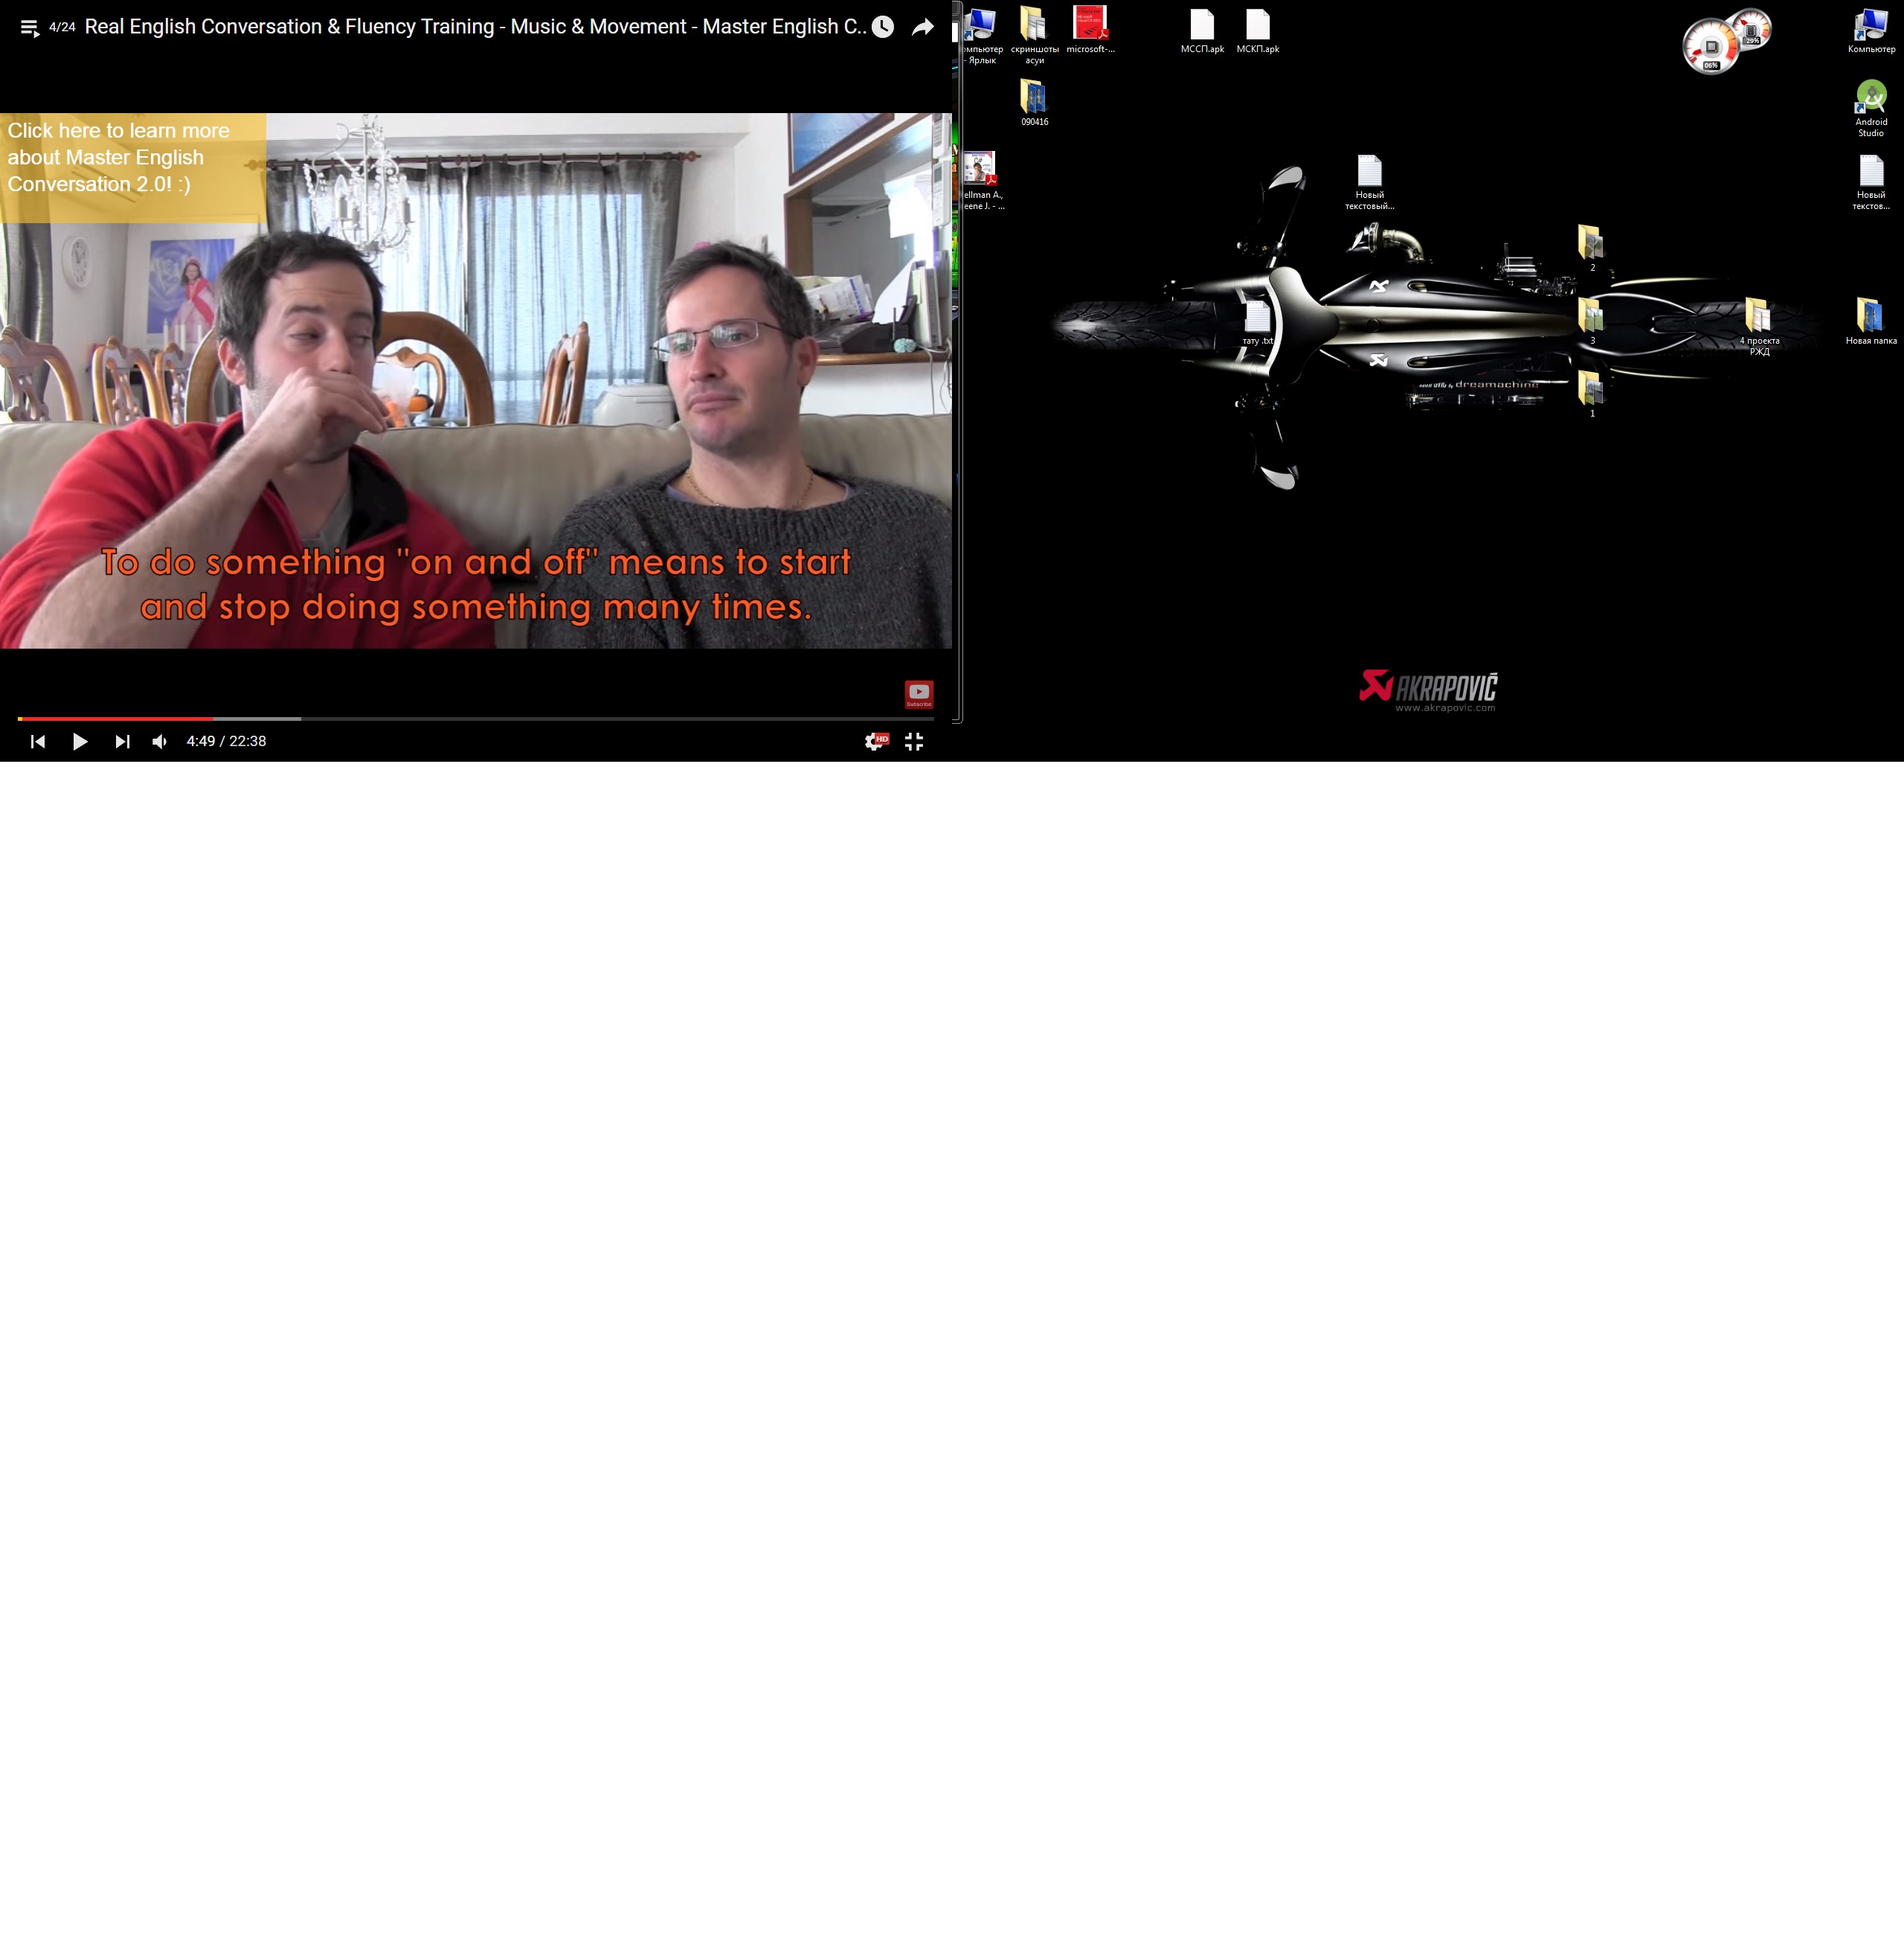 4/24 Real English Conversation & Fluency Training - Music & Movement - Master English C..
Click here to learn more
about Master English
Conversation 2.0! :)
To do something "on and off" means to start
and stop doing something many times.
Subscribe
4:49 / 22:38
HD
омпьютер
- Ярлык
скриншоты
асуи
microsoft-...
МССП.apk
МСКП.apk
06%
29%
Компьютер
090416
Android
Studio
ellman A.,
eene J. - ...
Новый
текстовый...
Новый
текстов...
2
тату .txt
3
4 проекта
РЖД
Новая папка
dreamachine
1
AKRAPOVIČ
www.akrapovic.com